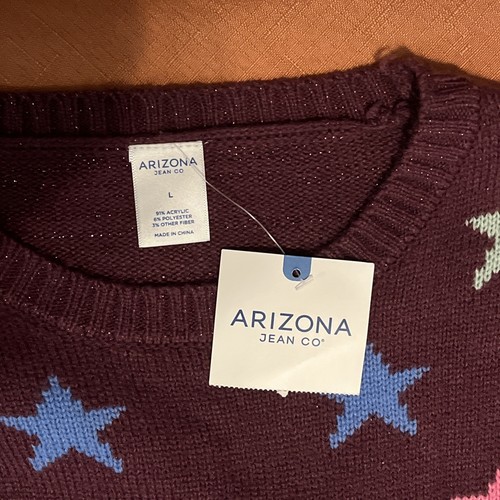 ARIZONA
JEAN CO
L
91% ACRYLIC
6% POLYESTER
3% OTHER FIBER
MADE IN CHINA
ARIZONA
JEAN CO®